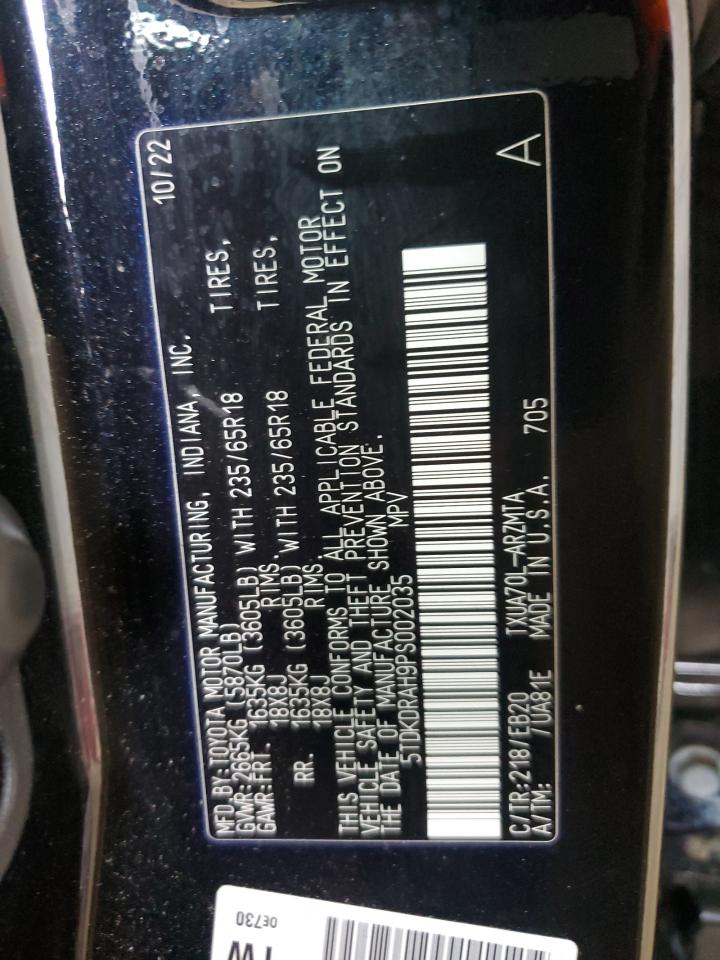 MFD.BY:TOYOTA MOTOR MANUFACTURING, INDIANA, INC. 10/22
GVWR:2665KG (5870LB)
GAWR:FRT. 1635KG (3605LB) WITH 235/65R18 TIRES,
18X8J RIMS.
RR. 1635KG (3605LB) WITH 235/65R18 TIRES,
18X8J RIMS.
THIS VEHICLE CONFORMS TO ALL APPLICABLE FEDERAL MOTOR
VEHICLE SAFETY AND THEFT PREVENTION STANDARDS IN EFFECT ON
THE DATE OF MANUFACTURE SHOWN ABOVE.
5TDKDRAH9PS002035 MPV
C/TR:218/EB20 TXUA70L-ARZMTA
A/TM: /UA81E MADE IN U.S.A. 705 A
0E730